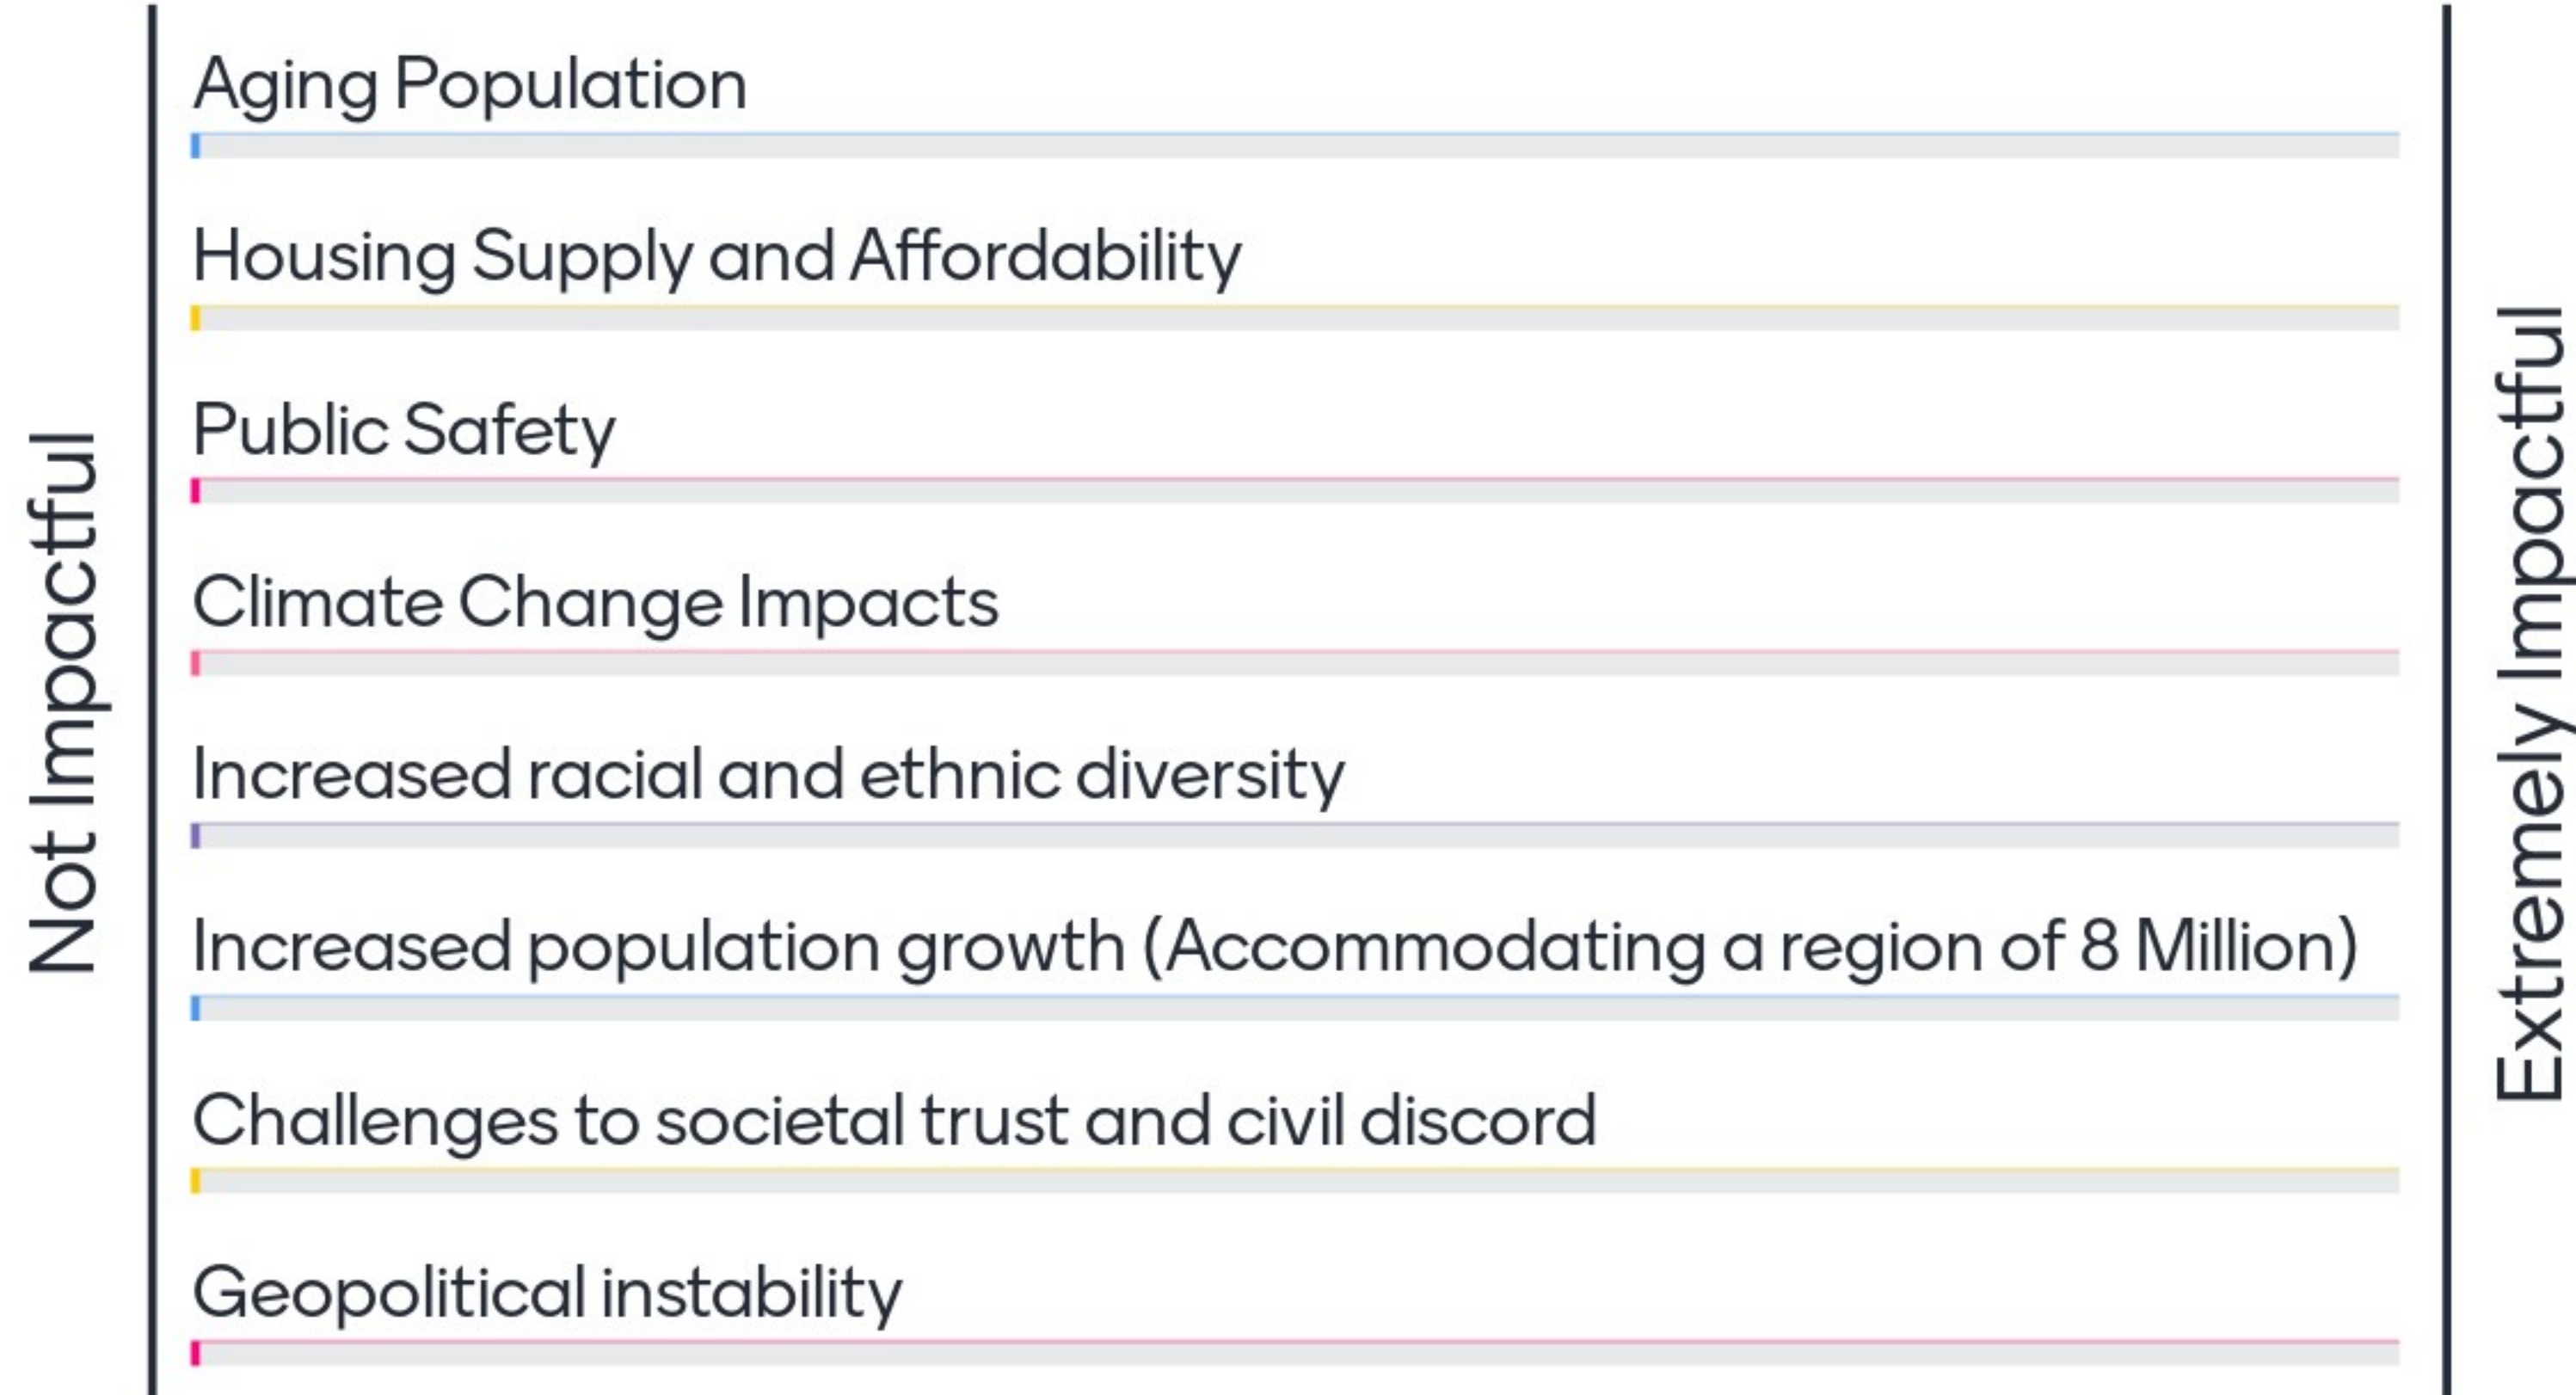 Not Impactful
Aging Population
Housing Supply and Affordability
Public Safety
Climate Change Impacts
Increased racial and ethnic diversity
Increased population growth (Accommodating a region of 8 Million)
Challenges to societal trust and civil discord
Geopolitical instability
Extremely Impactful